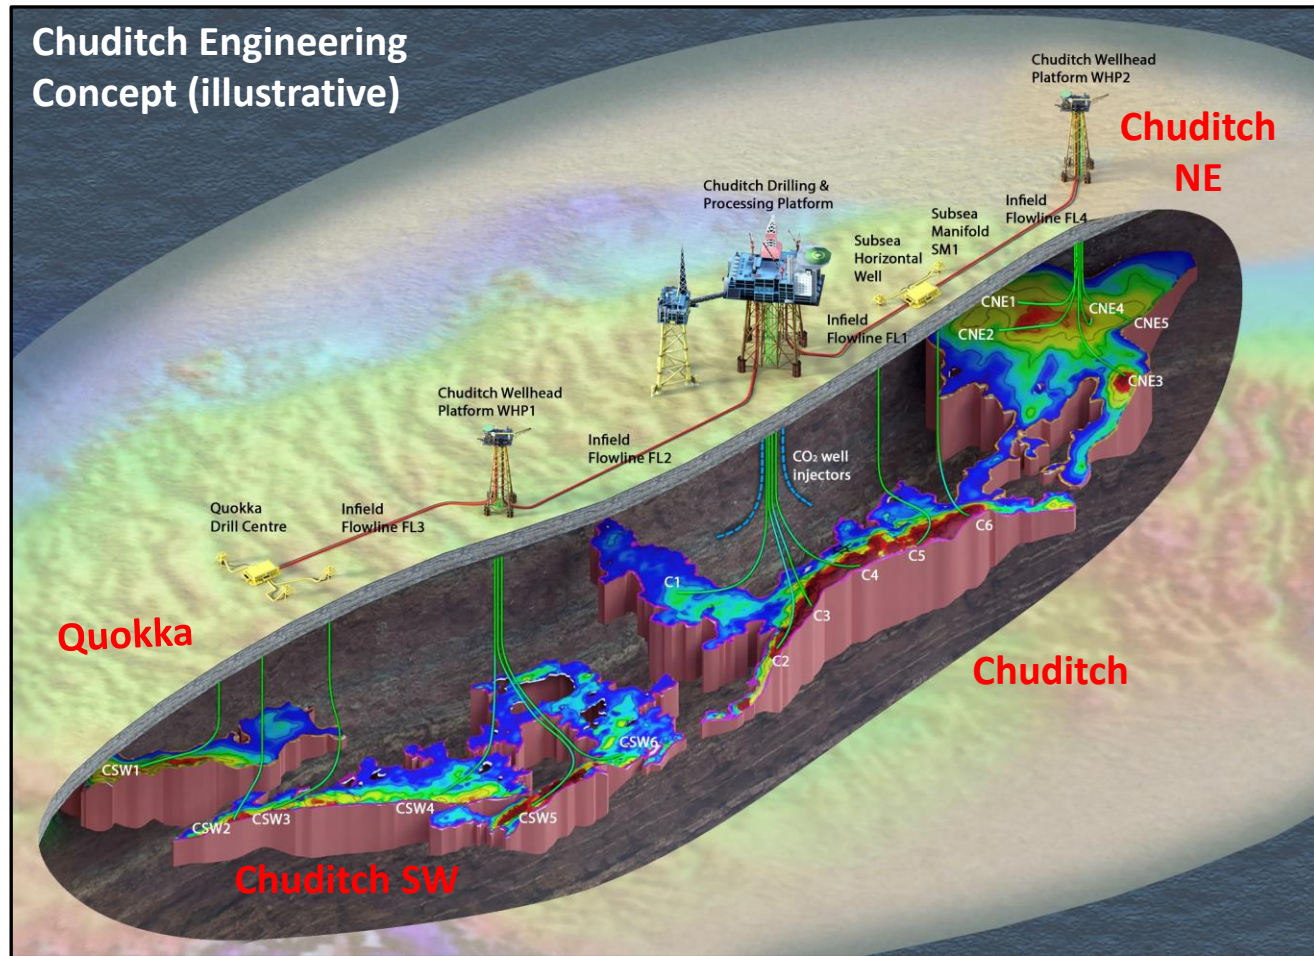 Chuditch Engineering
Concept (illustrative)
Chuditch Wellhead
Platform WHP2
Chuditch
NE
Chuditch Drilling &
Processing Platform
Infield
Flowline FL4
Subsea
Manifold
SM1
Subsea
Horizontal
Well
Infield
Flowline FL1
CNE1
CNE4
CNE2
CNE5
CNE3
Chuditch Wellhead
Platform WHP1
Infield
Flowline FL2
CO₂ well
injectors
Quokka
Drill Centre
Infield
Flowline FL3
C6
C5
C4
C1
C3
C2
Quokka
Chuditch
CSW1
CSW6
CSW4
CSW5
CSW3
CSW2
Chuditch SW